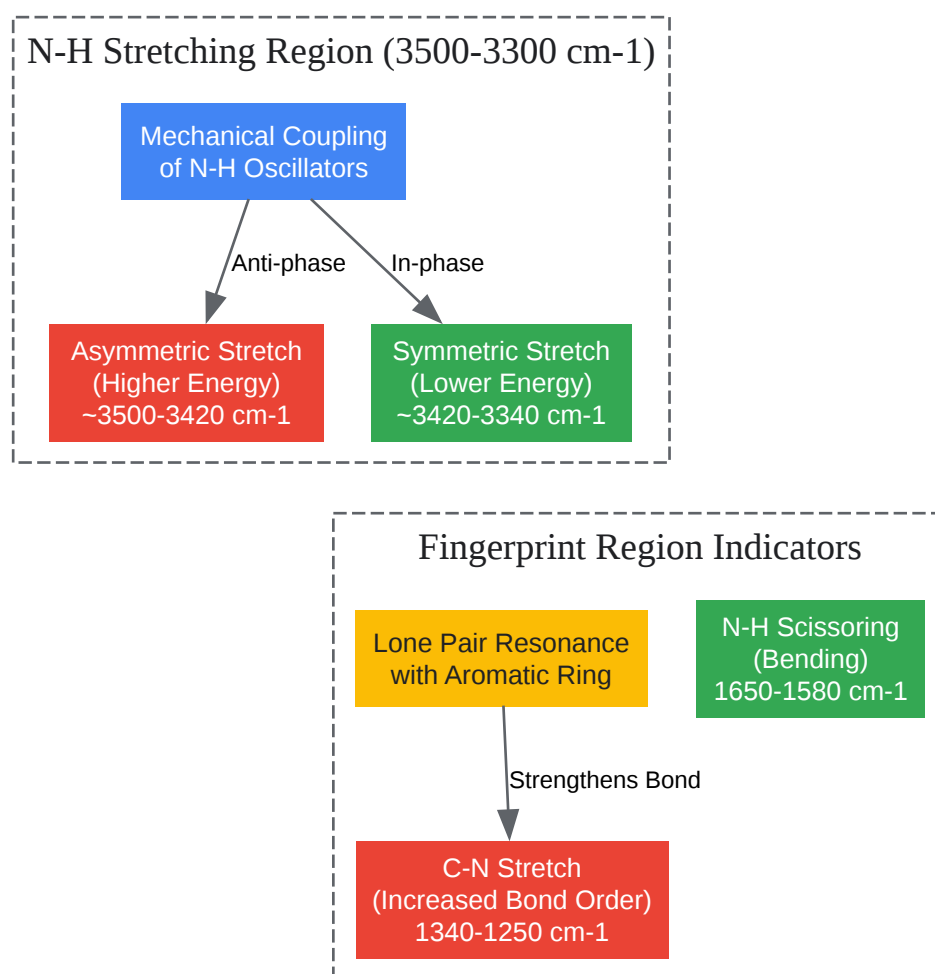 N-H Stretching Region (3500-3300 cm-1)
Mechanical Coupling
of N-H Oscillators
Anti-phase
In-phase
Asymmetric Stretch
(Higher Energy)
~3500-3420 cm-1
Symmetric Stretch
(Lower Energy)
~3420-3340 cm-1
Fingerprint Region Indicators
Lone Pair Resonance
with Aromatic Ring
N-H Scissoring
(Bending)
1650-1580 cm-1
Strengthens Bond
C-N Stretch
(Increased Bond Order)
1340-1250 cm-1